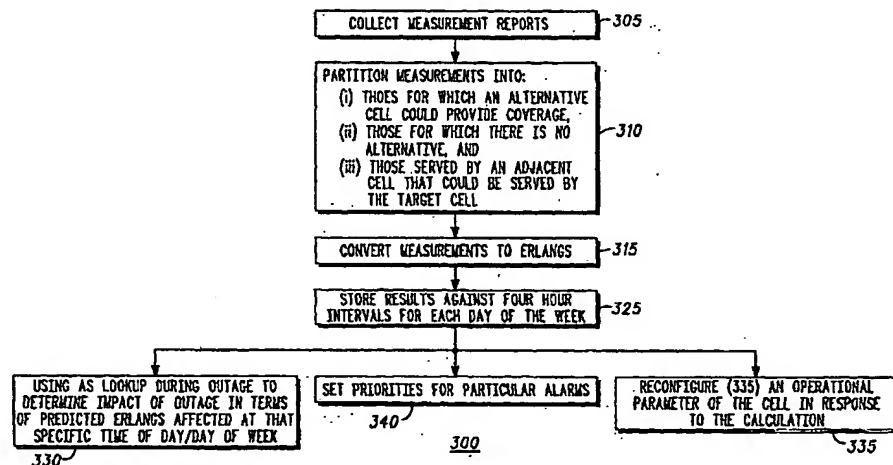 COLLECT MEASUREMENT REPORTS
305
PARTITION MEASUREMENTS INTO:
(i) THOES FOR WHICH AN ALTERNATIVE
CELL COULD PROVIDE COVERAGE,
(ii) THOSE FOR WHICH THERE IS NO
ALTERNATIVE, AND
(iii) THOSE SERVED BY AN ADJACENT
CELL THAT COULD BE SERVED BY
THE TARGET CELL
310
CONVERT MEASUREMENTS TO ERLANGS
315
STORE RESULTS AGAINST FOUR HOUR
INTERVALS FOR EACH DAY OF THE WEEK
325
USING AS LOOKUP DURING OUTAGE TO
DETERMINE IMPACT OF OUTAGE IN TERMS
OF PREDICTED ERLANGS AFFECTED AT THAT
SPECIFIC TIME OF DAY/DAY OF WEEK
330
SET PRIORITIES FOR PARTICULAR ALARMS
340
RECONFIGURE (335) AN OPERATIONAL
PARAMETER OF THE CELL IN RESPONSE
TO THE CALCULATION
335
300